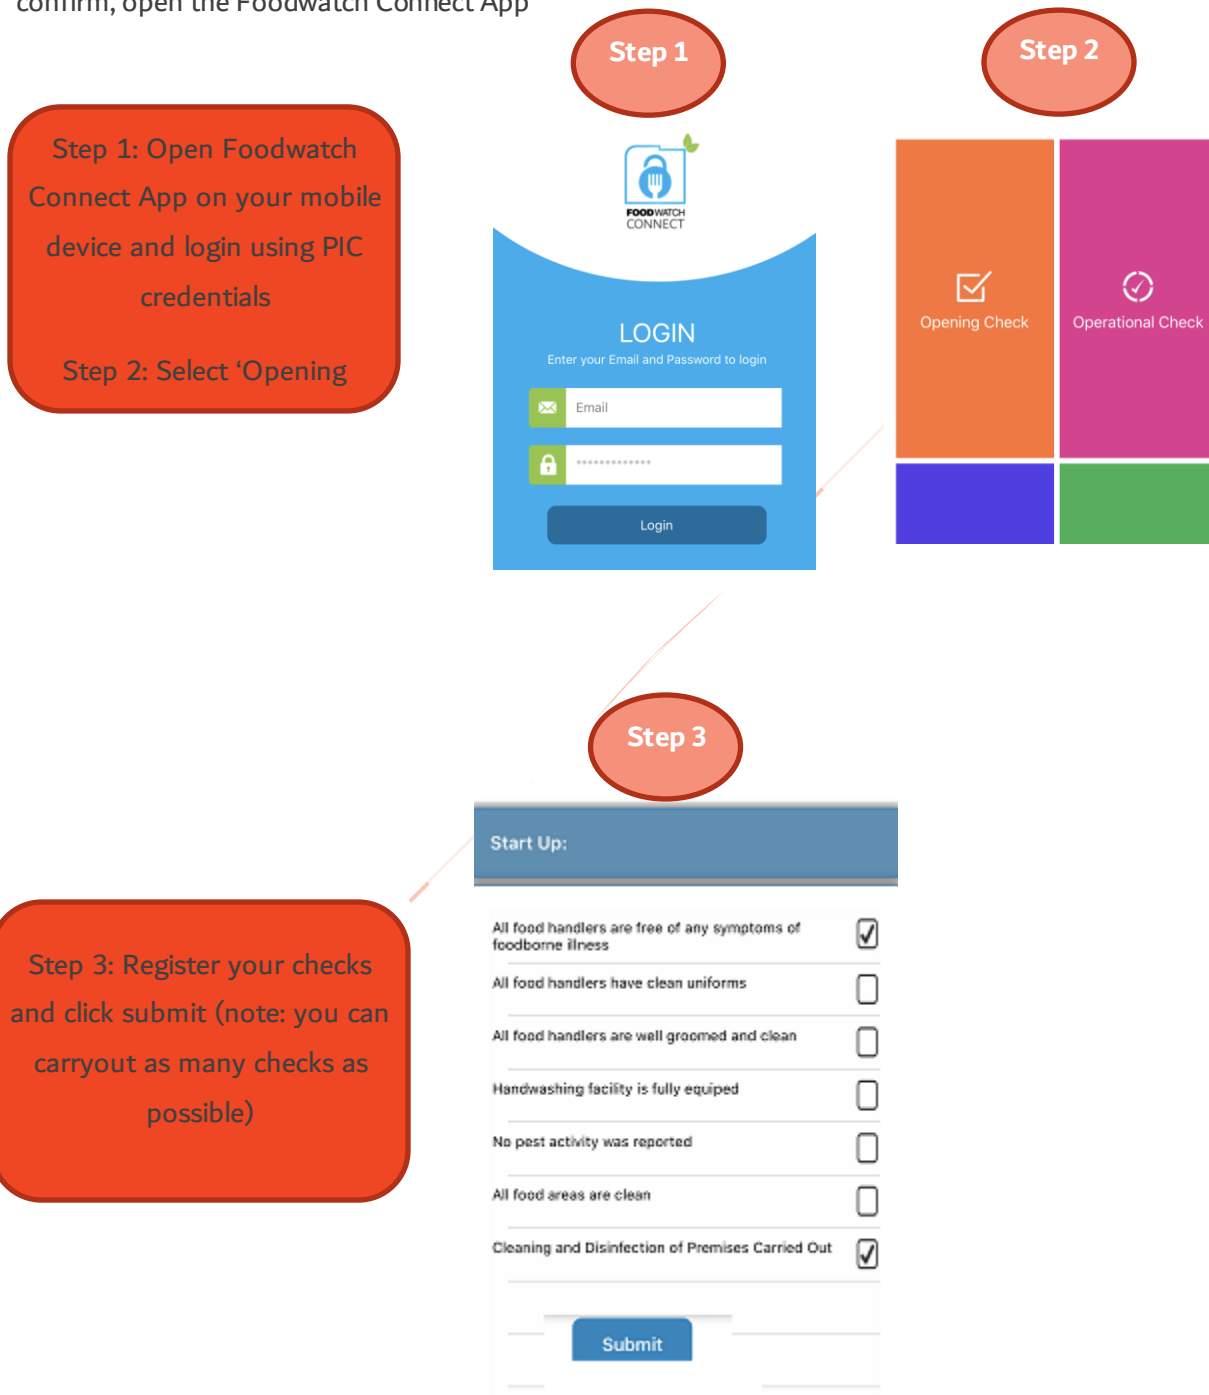 confirm, open the Foodwatch Connect App
Step 1
Step 2
Step 1: Open Foodwatch
Connect App on your mobile
device and login using PIC
credentials
Step 2: Select ‘Opening
FOODWATCH
CONNECT
LOGIN
Enter your Email and Password to login
Email
*************
Login
Opening Check
Operational Check
Step 3
Step 3: Register your checks
and click submit (note: you can
carryout as many checks as
possible)
Start Up:
All food handlers are free of any symptoms of
foodborne illness
All food handlers have clean uniforms
All food handlers are well groomed and clean
Handwashing facility is fully equiped
No pest activity was reported
All food areas are clean
Cleaning and Disinfection of Premises Carried Out
Submit